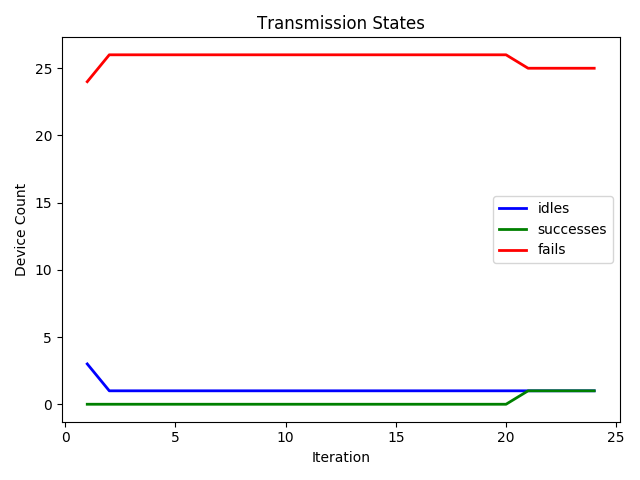 Transmission States
Device Count
25
20
15
10
5
0
idles
successes
fails
0 5 10 15 20 25
Iteration